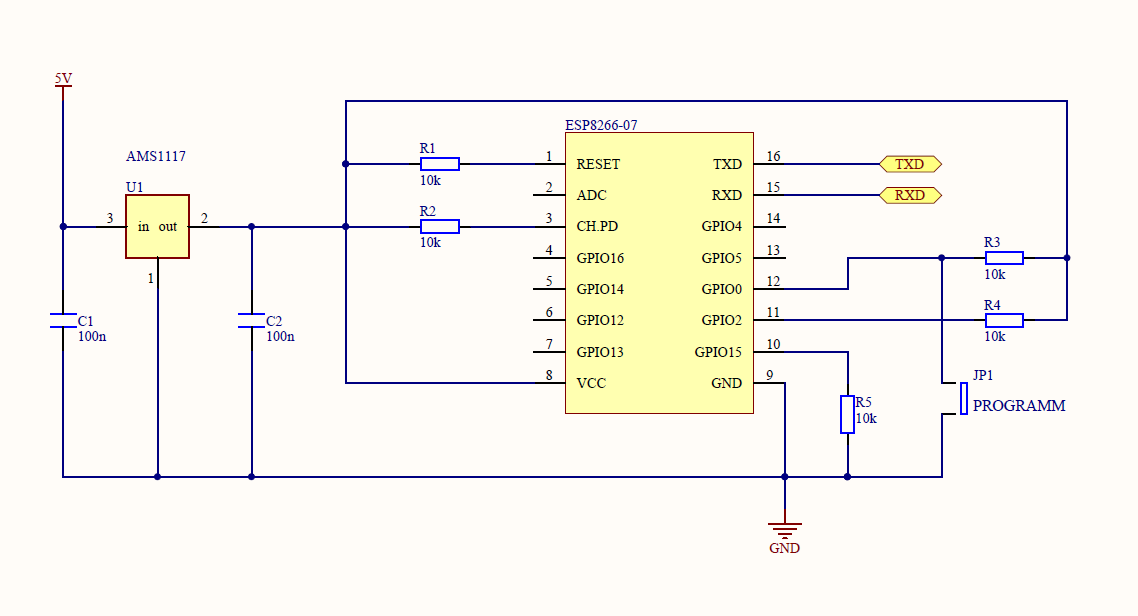 5V
AMS1117
U1
3 in out 2
1
C1
100n
C2
100n
R1
10k
R2
10k
ESP8266-07
1 RESET TXD 16 TXD
2 ADC RXD 15 RXD
3 CH.PD GPIO4 14
4 GPIO16 GPIO5 13
5 GPIO14 GPIO0 12
6 GPIO12 GPIO2 11
7 GPIO13 GPIO15 10
8 VCC GND 9
R3
10k
R4
10k
R5
10k
JP1
PROGRAMM
GND